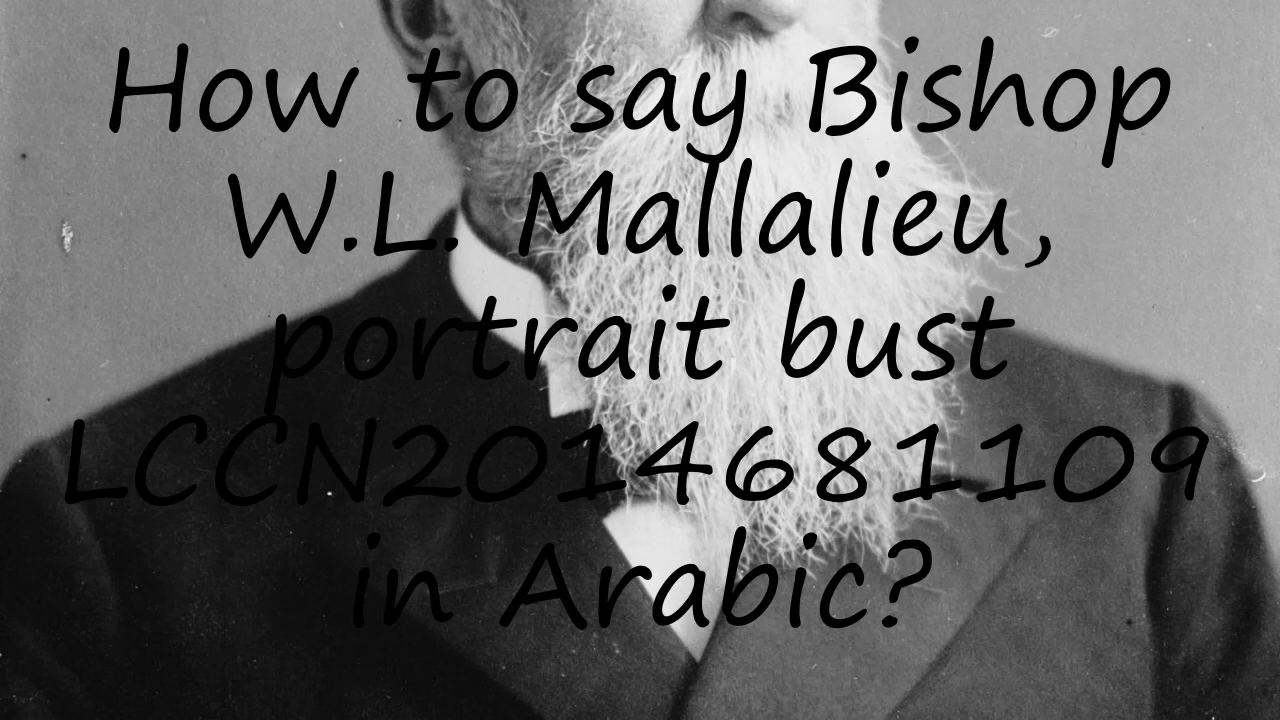 How to say Bishop
W.L. Mallalieu,
portrait bust
LCCN2014681109
in Arabic?